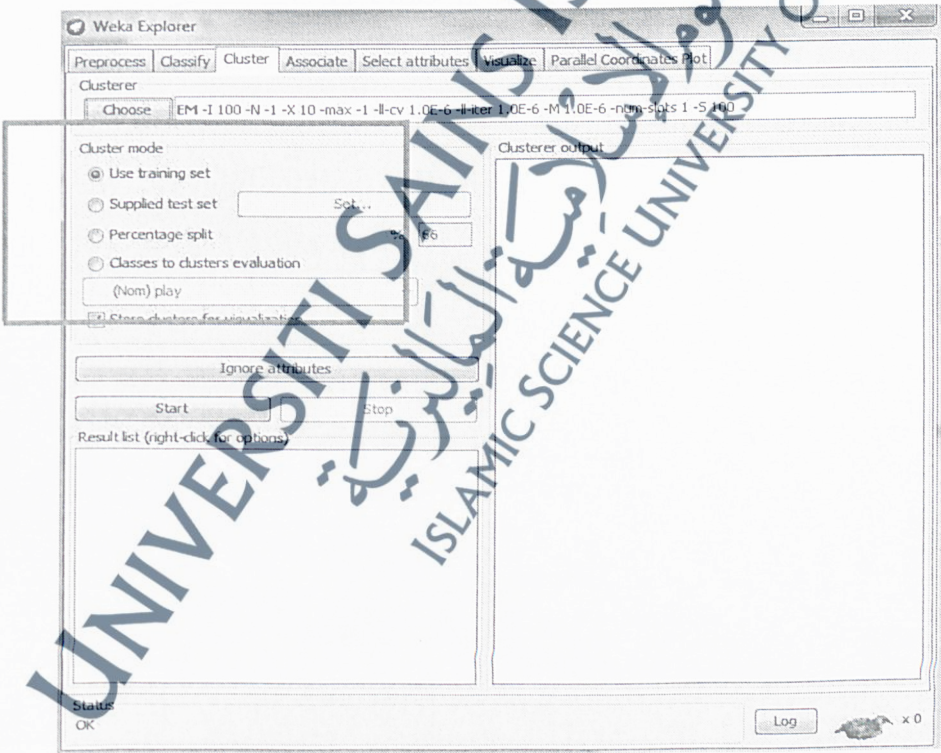 Weka Explorer
Preprocess Classify Cluster Associate Select attributes Visualize Parallel Coordinates Plot
Clusterer
Choose EM -I 100 -N -1 -X 10 -max -1 -ll-cv 1.0E-6 -ll-iter 1.0E-6 -M 1.0E-6 -num-slots 1 -S 100
Cluster mode
Use training set
Supplied test set Set...
Percentage split % 66
Classes to clusters evaluation
(Nom) play
Store clusters for visualization
Clusterer output
Ignore attributes
Start Stop
Result list (right-click for options)
Status
OK
Log x 0
UNIVERSITI SAINS
ISLAMIC SCIENCE UNIVERSITY O